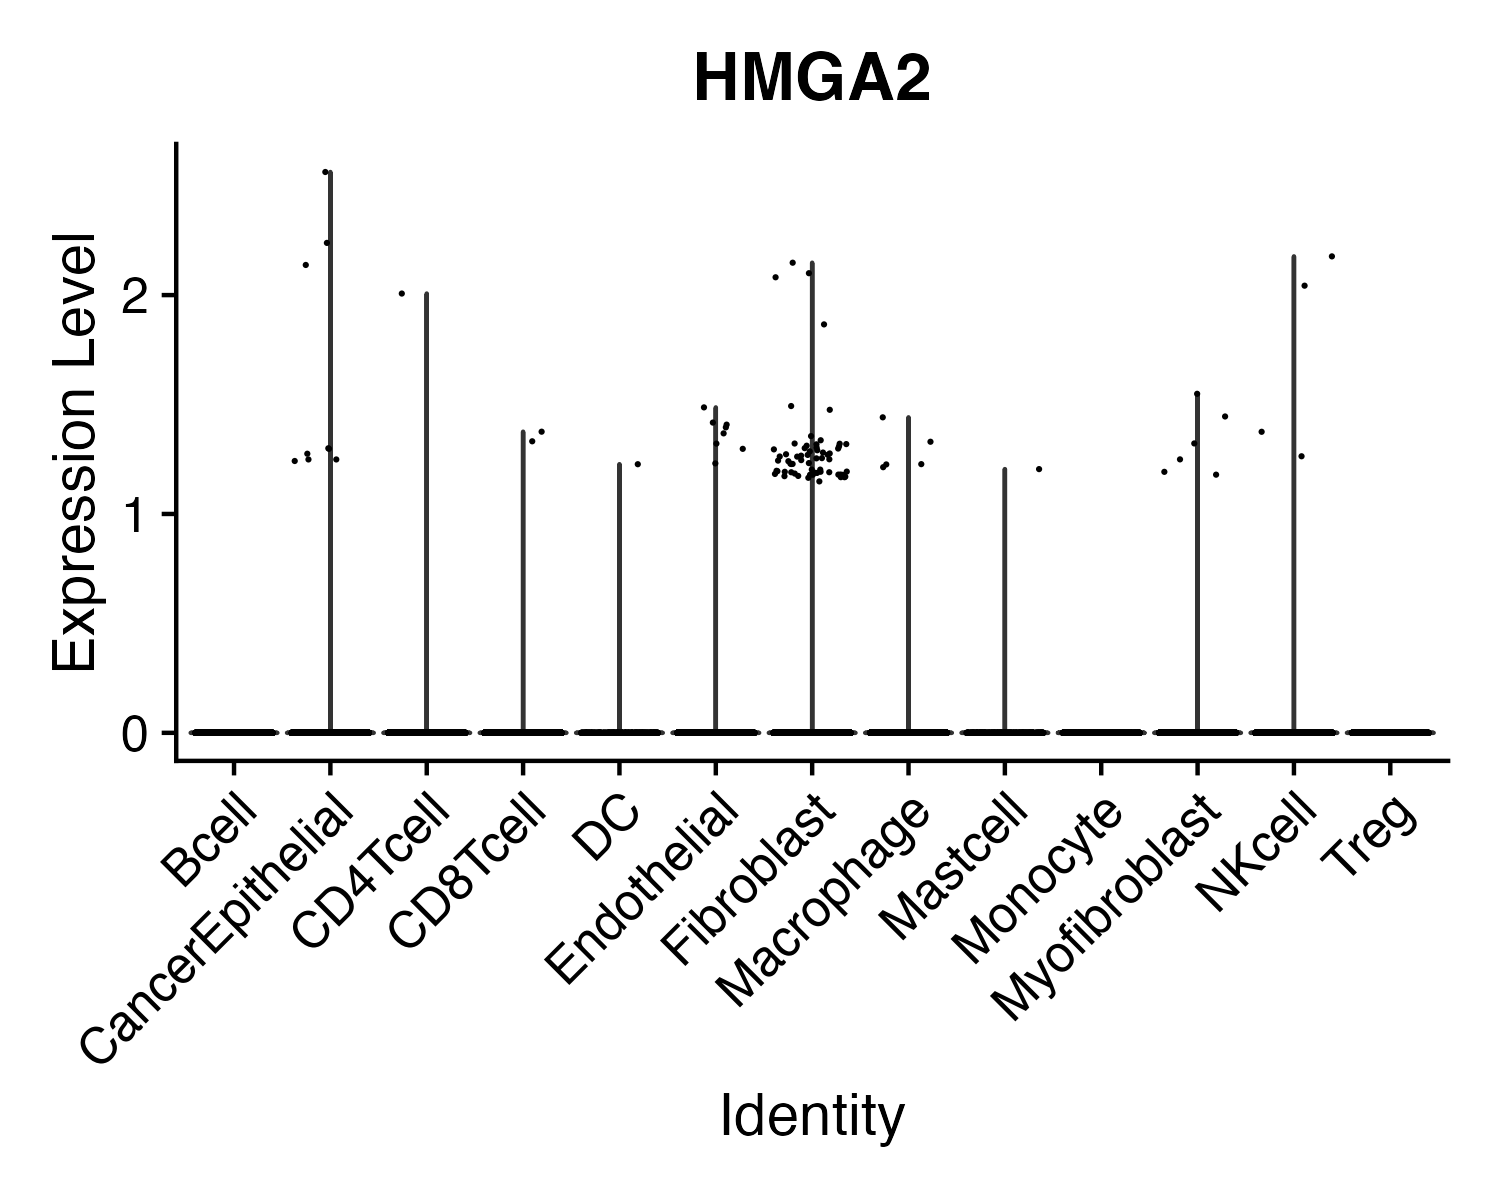 HMGA2
Expression Level
2
1
0
Bcell
CancerEpithelial
CD4Tcell
CD8Tcell
DC
Endothelial
Fibroblast
Macrophage
Mastcell
Monocyte
Myofibroblast
NKcell
Treg
Identity